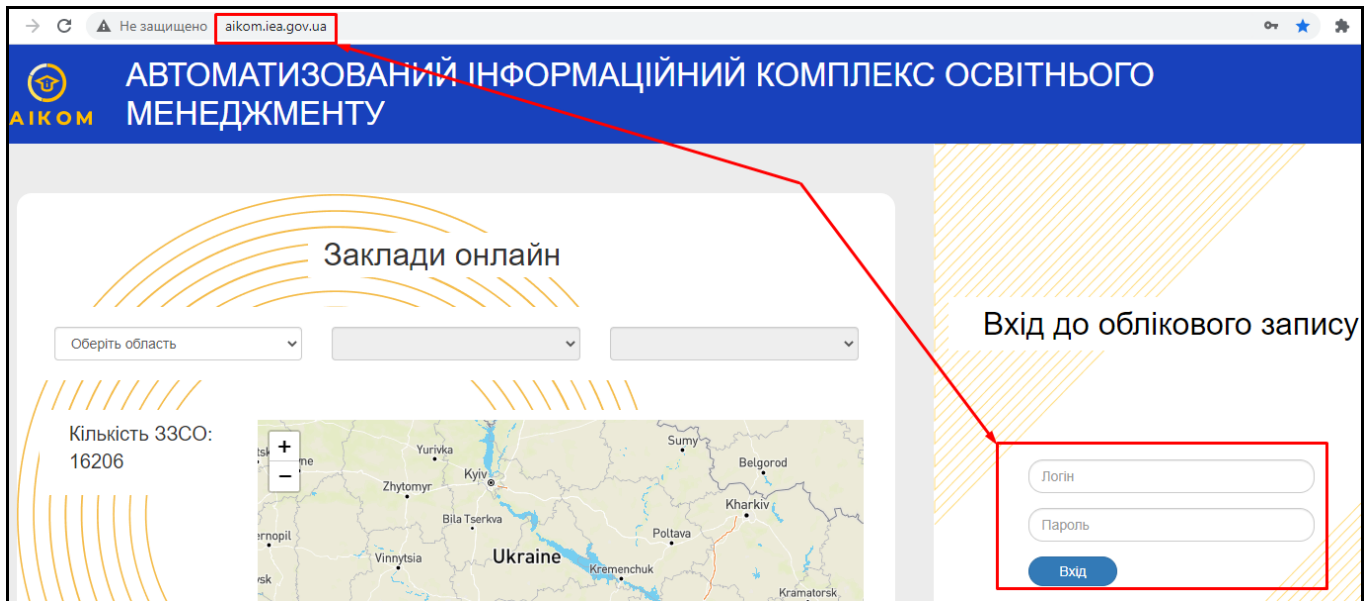 Не защищено
aikom.iea.gov.ua
АІКОМ
АВТОМАТИЗОВАНИЙ ІНФОРМАЦІЙНИЙ КОМПЛЕКС ОСВІТНЬОГО
МЕНЕДЖМЕНТУ
Заклади онлайн
Оберіть область
Кількість ЗЗСО:
16206
+
−
Yurivka
Sumy
Belgorod
Kyiv
Zhytomyr
Kharkiv
Bila Tserkva
Poltava
Vinnytsia
Ukraine
Kremenchuk
Kramatorsk
Вхід до облікового запису
Логін
Пароль
Вхід